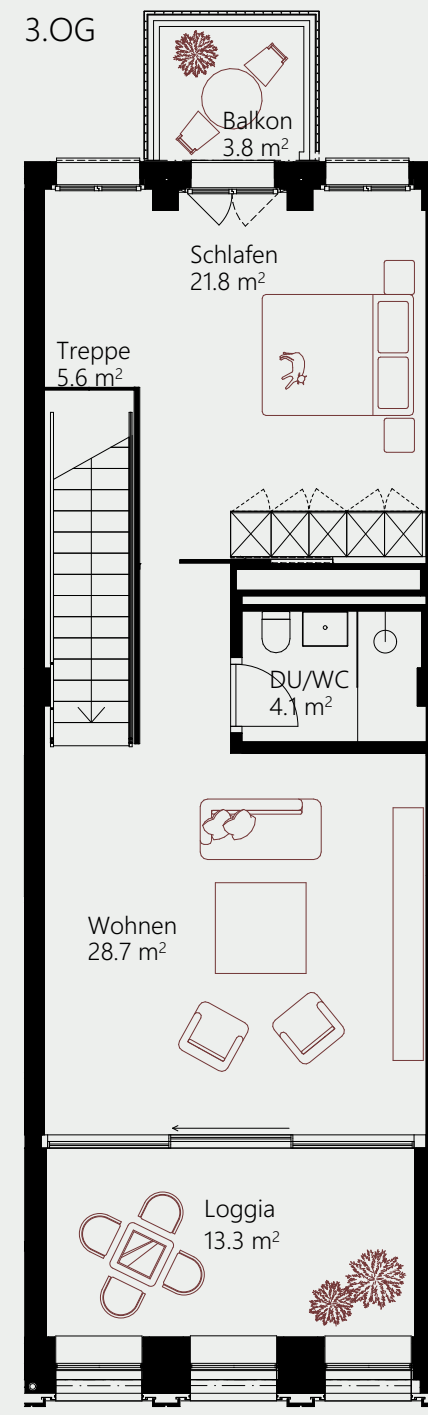 3.OG
Balkon
3.8 m²
Schlafen
21.8 m²
Treppe
5.6 m²
DU/WC
4.1 m²
Wohnen
28.7 m²
Loggia
13.3 m²